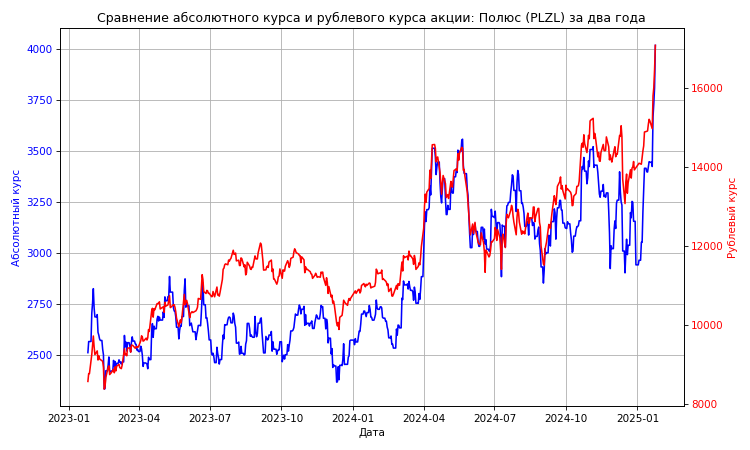 Сравнение абсолютного курса и рублевого курса акции: Полюс (PLZL) за два года
Абсолютный курс
4000
3750
3500
3250
3000
2750
2500
Рублевый курс
16000
14000
12000
10000
8000
2023-01 2023-04 2023-07 2023-10 2024-01 2024-04 2024-07 2024-10 2025-01
Дата